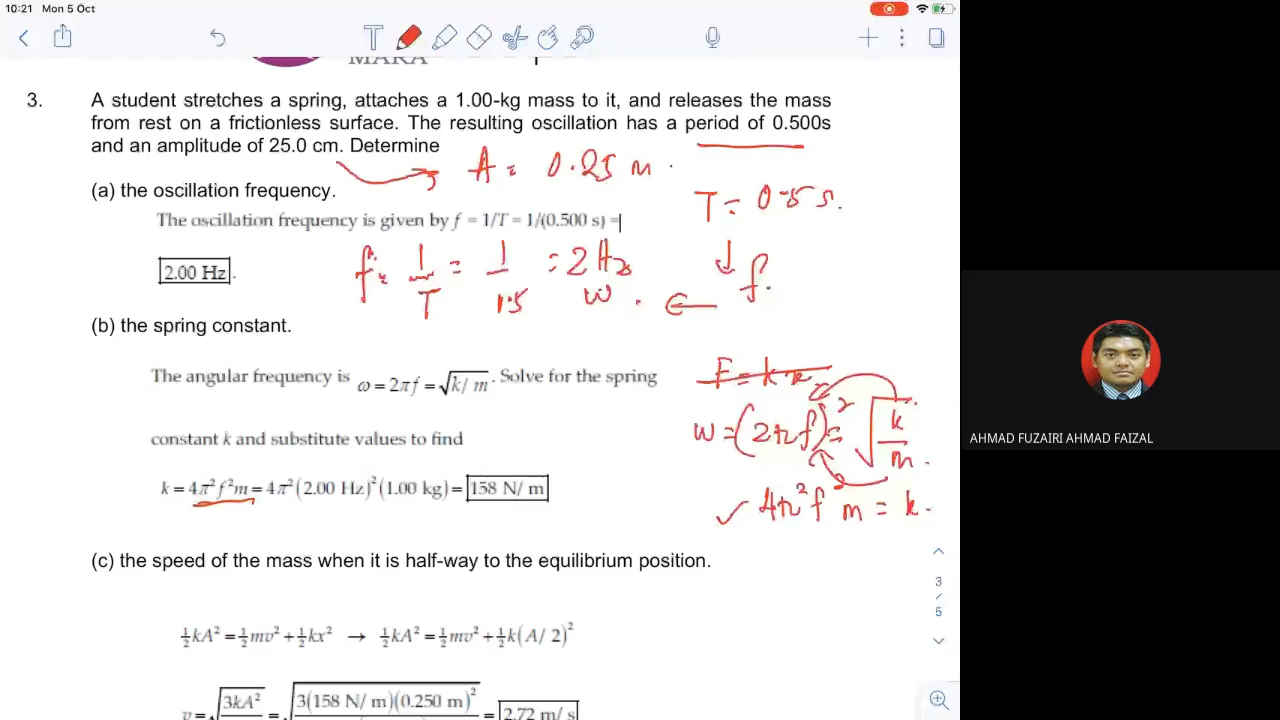 10:21 Mon 5 Oct
MARA
3. A student stretches a spring, attaches a 1.00-kg mass to it, and releases the mass
from rest on a frictionless surface. The resulting oscillation has a period of 0.500s
and an amplitude of 25.0 cm. Determine
A = 0.25 m.
(a) the oscillation frequency.
T = 0.5 s.
The oscillation frequency is given by f = 1/T = 1/(0.500 s) =
2.00 Hz.
f = 1/T = 1/1.5 = 2 Hz
f.
ω.
(b) the spring constant.
F = kx
The angular frequency is ω = 2πf = √k/m. Solve for the spring
ω = (2πf)² = √k/m.
constant k and substitute values to find
k = 4π²f²m = 4π²(2.00 Hz)²(1.00 kg) = 158 N/m
4π²f²m = k.
(c) the speed of the mass when it is half-way to the equilibrium position.
½kA² = ½mv² + ½kx² → ½kA² = ½mv² + ½k(A/2)²
v = √3kA² = √3(158 N/m)(0.250 m)² = 2.72 m/s
AHMAD FUZAIRI AHMAD FAIZAL
3
/
5